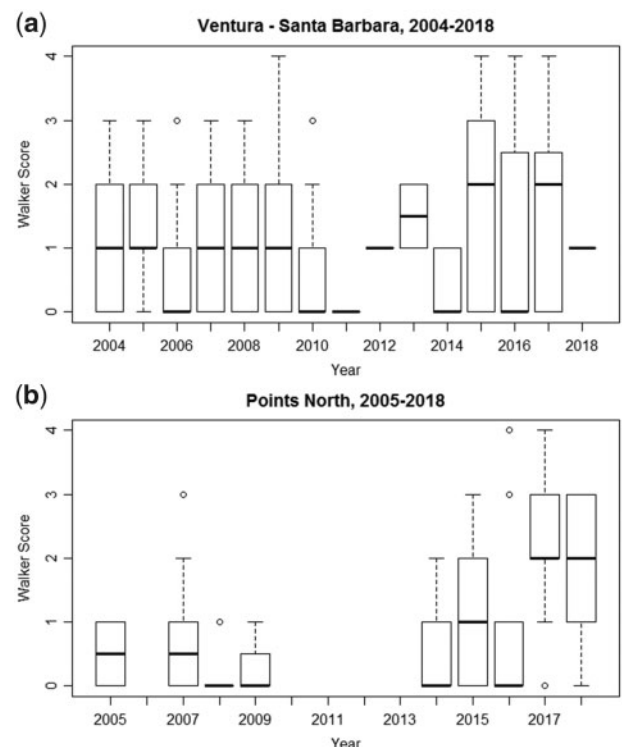 (a)
Ventura - Santa Barbara, 2004-2018
Walker Score
4
3
2
1
0
2004 2006 2008 2010 2012 2014 2016 2018
Year
(b)
Points North, 2005-2018
Walker Score
4
3
2
1
0
2005 2007 2009 2011 2013 2015 2017
Year